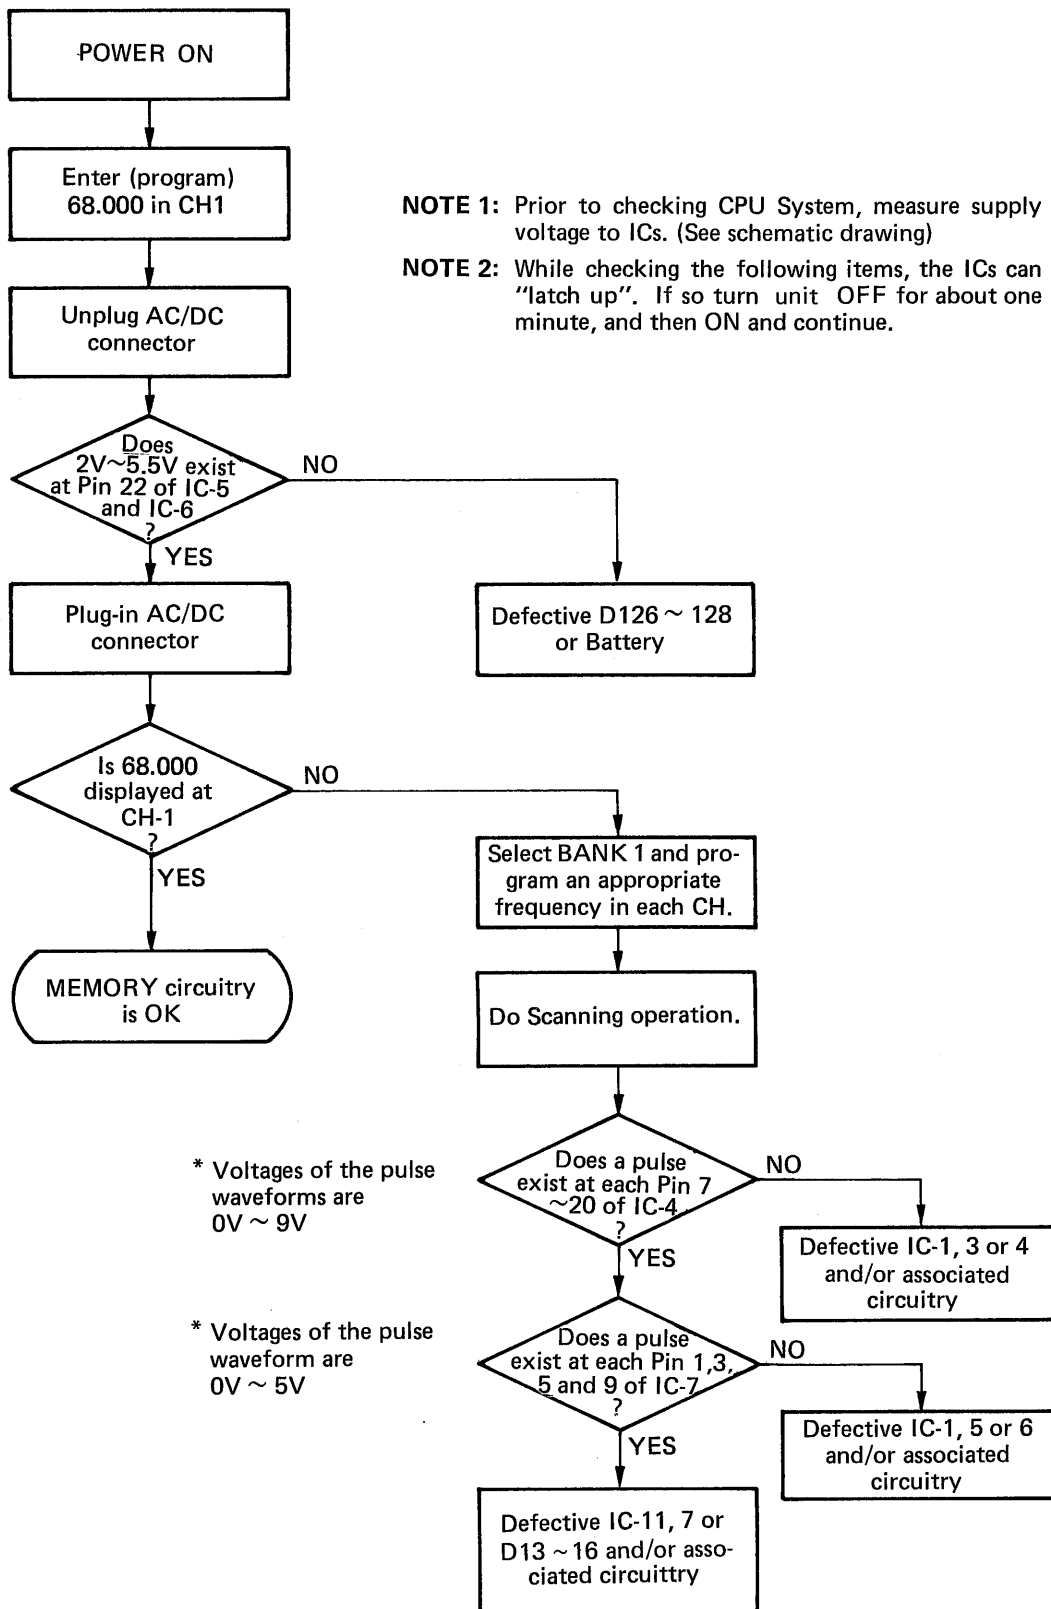 POWER ON
Enter (program)
68.000 in CH1
NOTE 1: Prior to checking CPU System, measure supply
voltage to ICs. (See schematic drawing)
NOTE 2: While checking the following items, the ICs can
"latch up". If so turn unit OFF for about one
minute, and then ON and continue.
Unplug AC/DC
connector
Does
2V~5.5V exist
at Pin 22 of IC-5
and IC-6
?
NO
YES
Plug-in AC/DC
connector
Defective D126 ~ 128
or Battery
Is 68.000
displayed at
CH-1
?
NO
YES
Select BANK 1 and pro-
gram an appropriate
frequency in each CH.
MEMORY circuitry
is OK
Do Scanning operation.
* Voltages of the pulse
waveforms are
0V ~ 9V
Does a pulse
exist at each Pin 7
~20 of IC-4
?
NO
YES
Defective IC-1, 3 or 4
and/or associated
circuitry
* Voltages of the pulse
waveform are
0V ~ 5V
Does a pulse
exist at each Pin 1,3,
5 and 9 of IC-7
?
NO
YES
Defective IC-1, 5 or 6
and/or associated
circuitry
Defective IC-11, 7 or
D13 ~ 16 and/or asso-
ciated circuittry